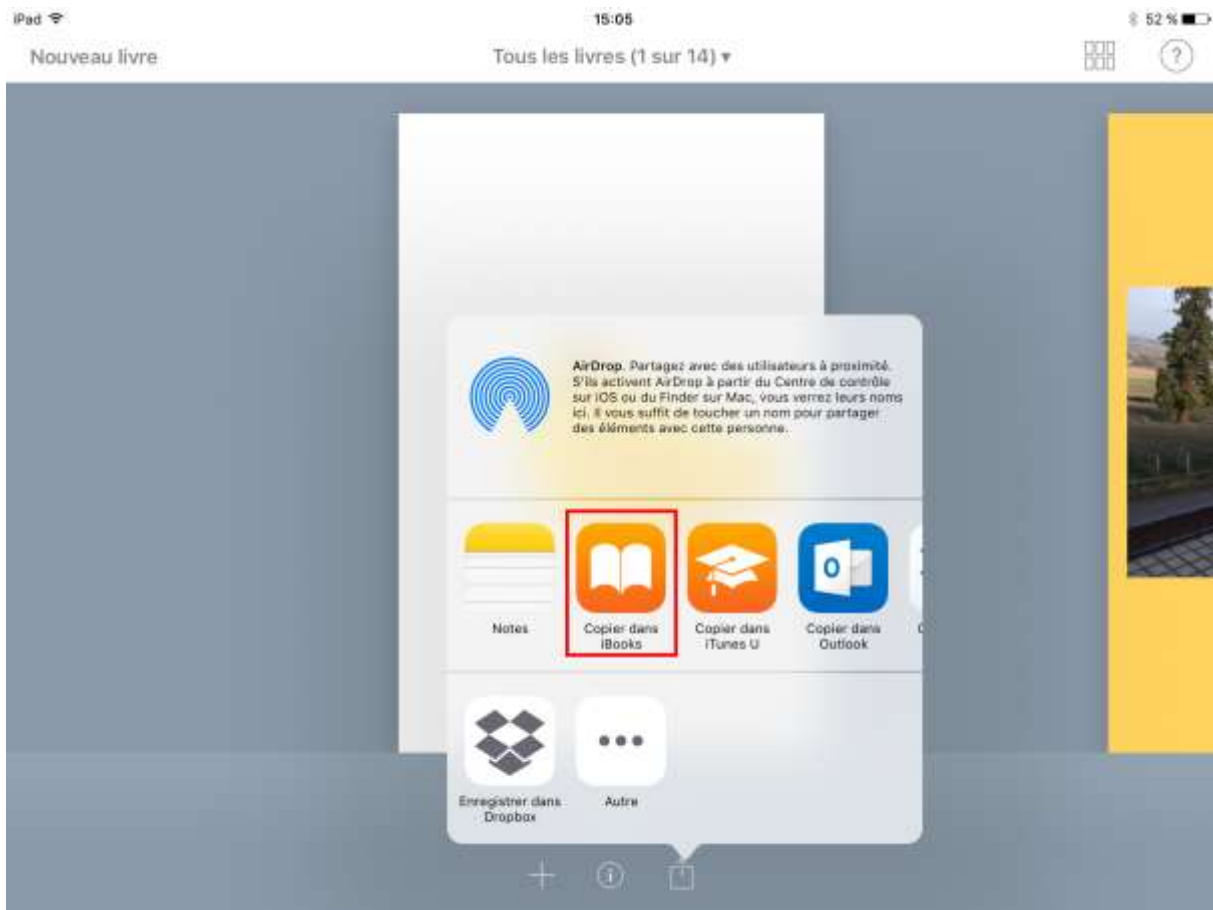 iPad
15:05
52 %
Nouveau livre
Tous les livres (1 sur 14) ▾
?
AirDrop. Partagez avec des utilisateurs à proximité.
S'ils activent AirDrop à partir du Centre de contrôle
sur iOS ou du Finder sur Mac, vous verrez leurs noms
ici. Il vous suffit de toucher un nom pour partager
des éléments avec cette personne.
Notes
Copier dans
iBooks
Copier dans
iTunes U
Copier dans
Outlook
Enregistrer dans
Dropbox
Autre